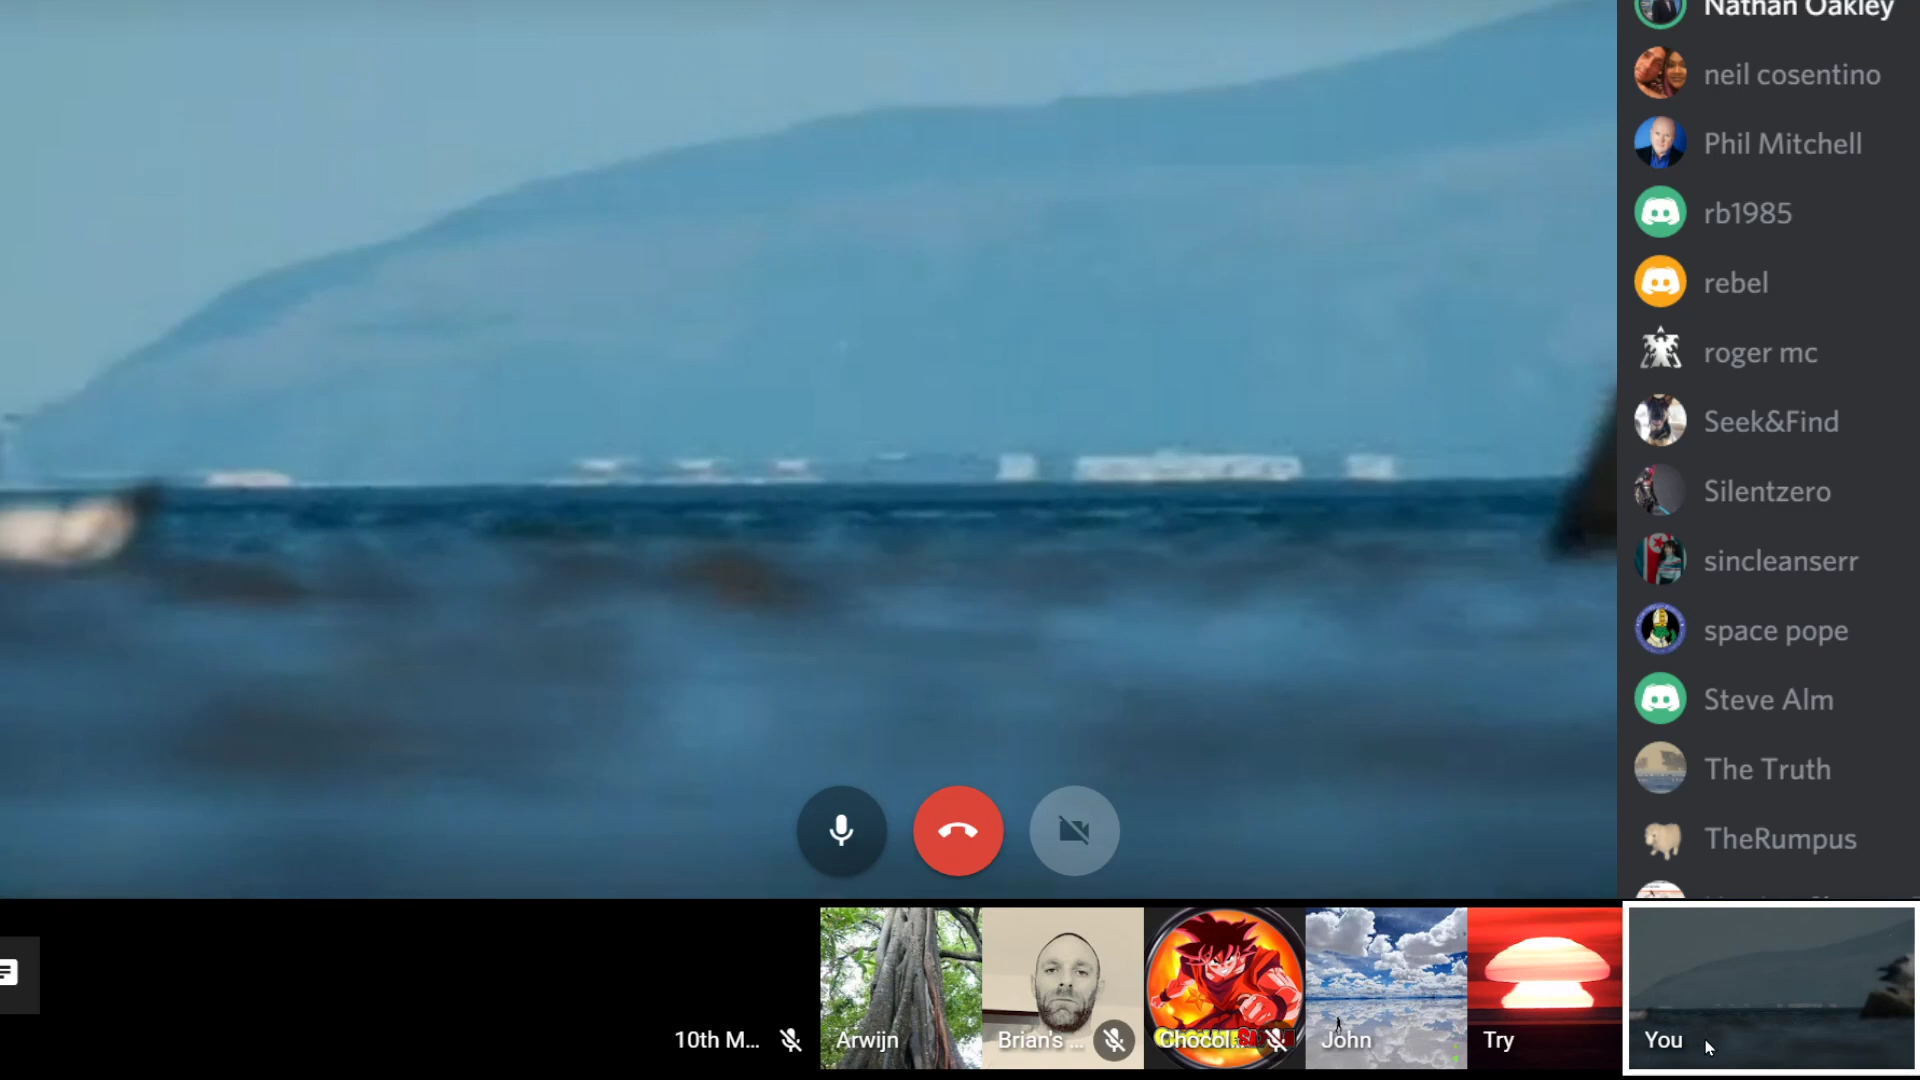 Nathan Oakley
neil cosentino
Phil Mitchell
rb1985
rebel
roger mc
Seek&Find
Silentzero
sincleanserr
space pope
Steve Alm
The Truth
TheRumpus
10th M...
Arwijn
Brian's ...
Chocol...
John
Try
You